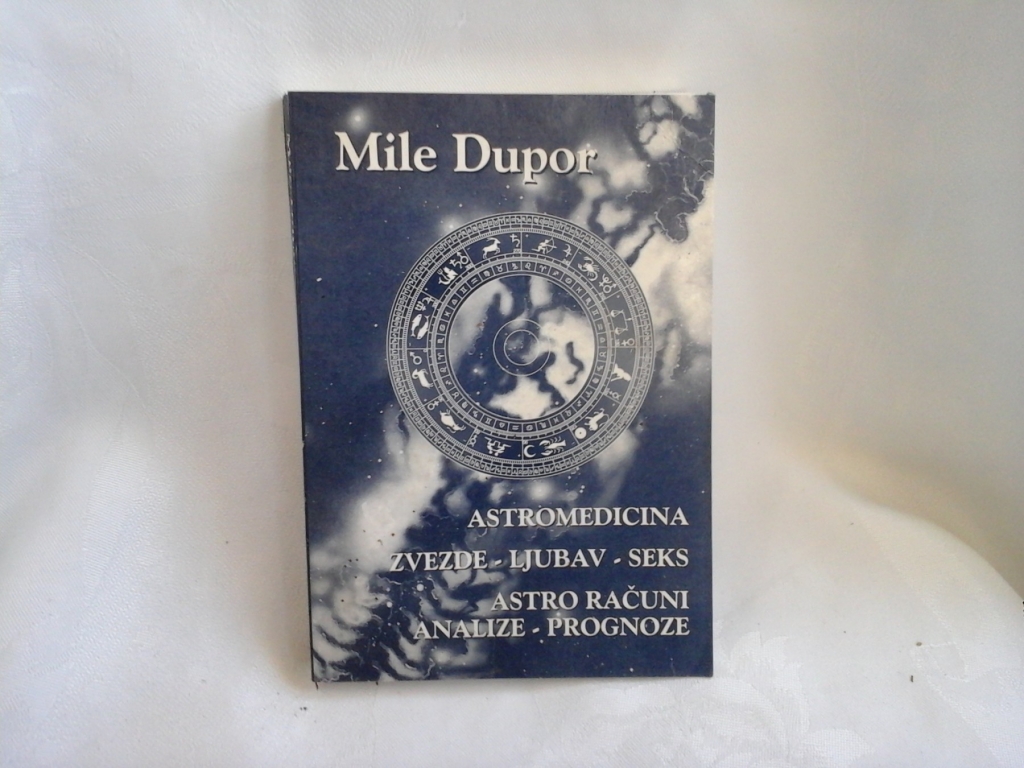 Mile Dupor
ASTROMEDICINA
ZVEZDE - LJUBAV - SEKS
ASTRO RAČUNI
ANALIZE - PROGNOZE